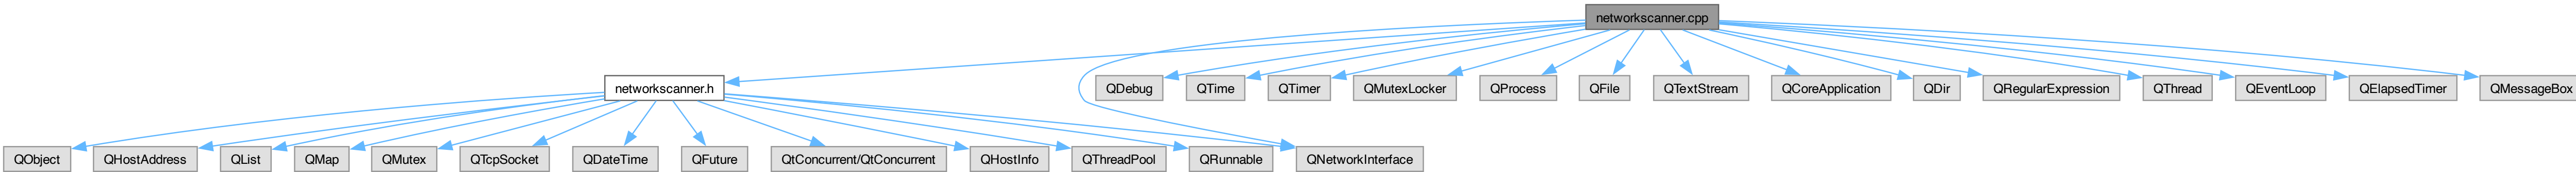 networkscanner.cpp
networkscanner.h
QDebug
QTime
QTimer
QMutexLocker
QProcess
QFile
QTextStream
QCoreApplication
QDir
QRegularExpression
QThread
QEventLoop
QElapsedTimer
QMessageBox
QObject
QHostAddress
QList
QMap
QMutex
QTcpSocket
QDateTime
QFuture
QtConcurrent/QtConcurrent
QHostInfo
QThreadPool
QRunnable
QNetworkInterface